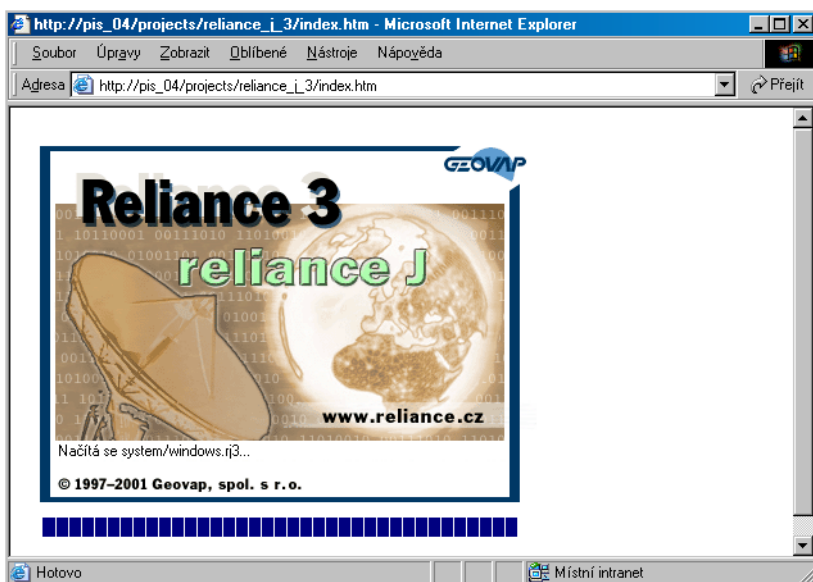 http://pis_04/projects/reliance_j_3/index.htm - Microsoft Internet Explorer
Soubor Úpravy Zobrazit Oblíbené Nástroje Nápověda
Adresa http://pis_04/projects/reliance_j_3/index.htm Přejít
GEOVAP
Reliance 3
reliance J
www.reliance.cz
Načítá se system/windows.rj3...
© 1997–2001 Geovap, spol. s r.o.
Hotovo Místní intranet